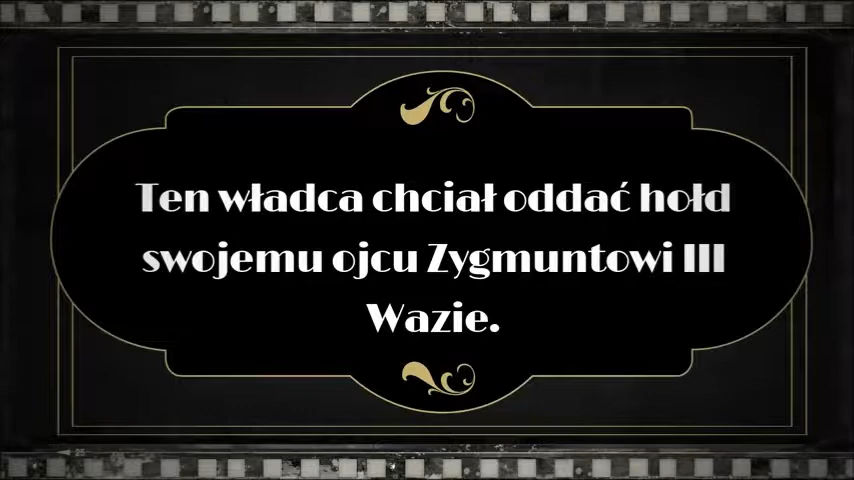 Ten władca chciał oddać hołd
swojemu ojcu Zygmuntowi III
Wazie.